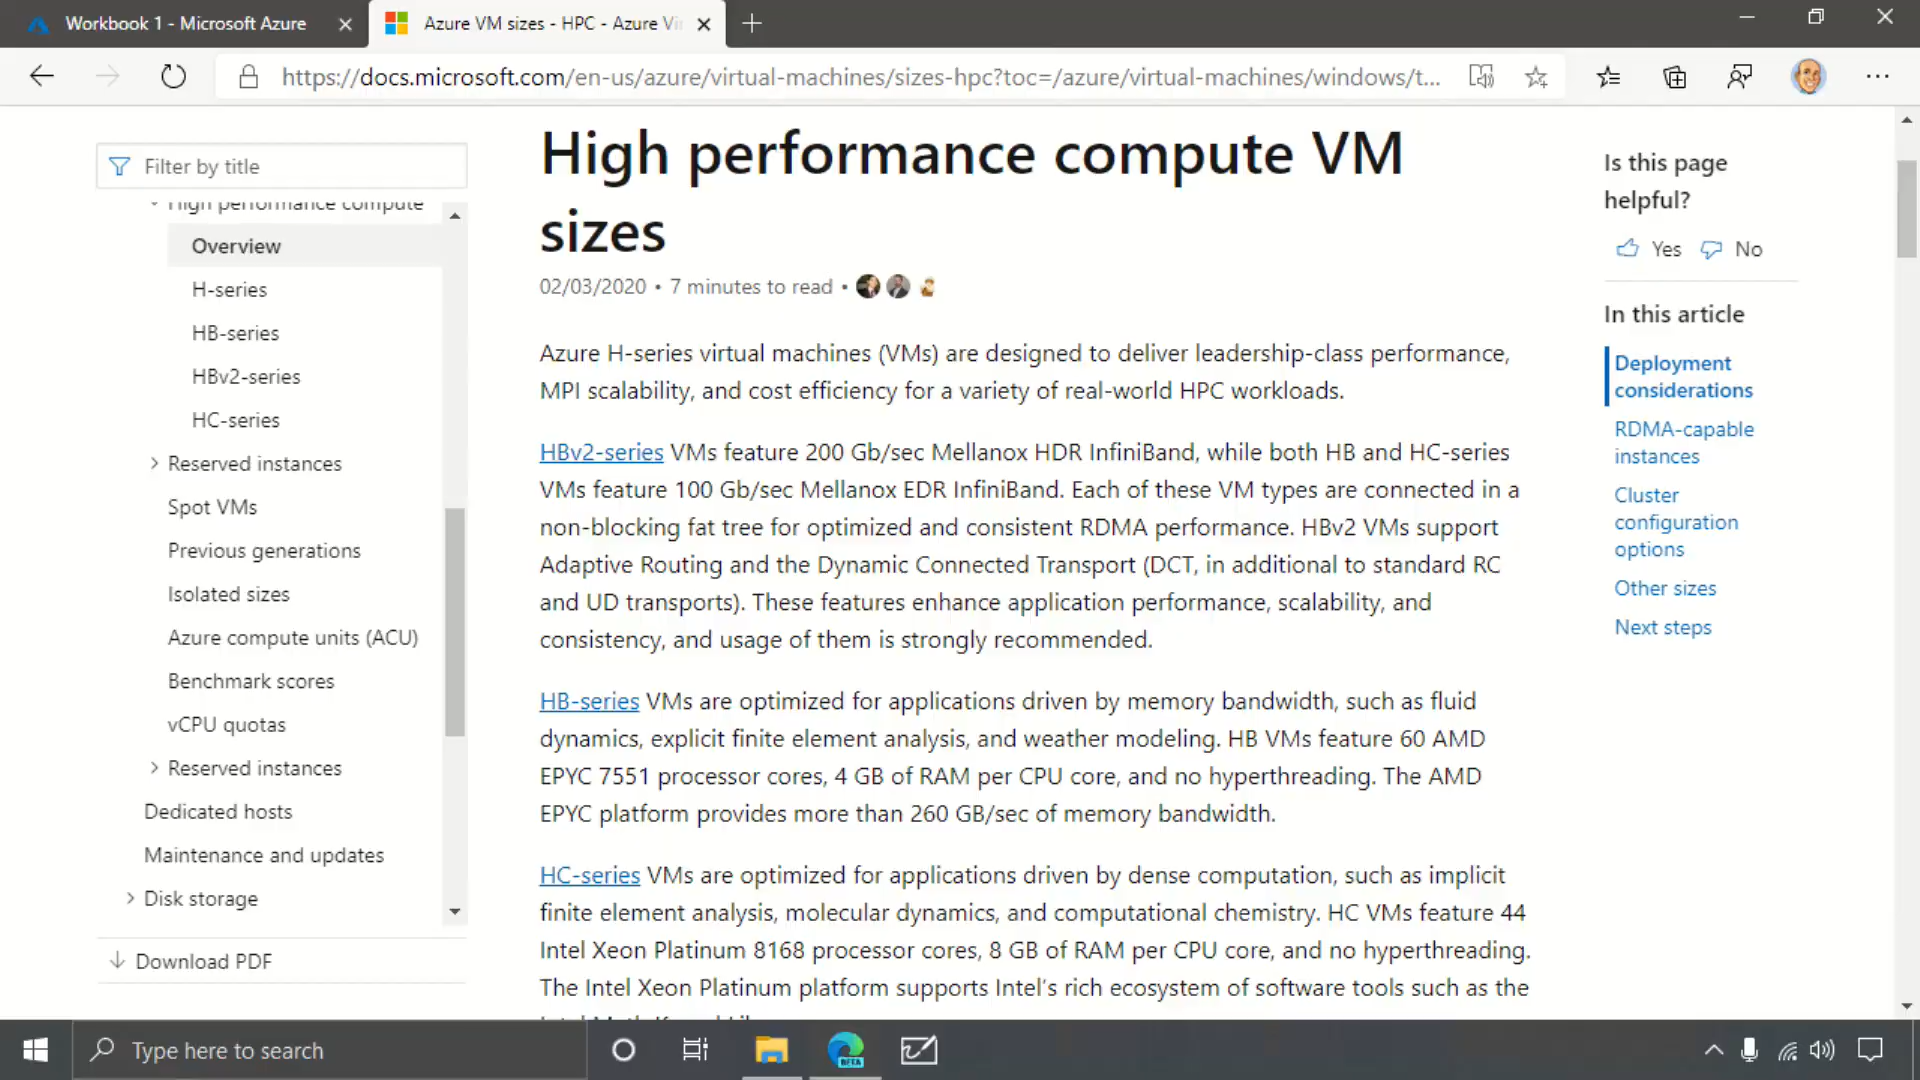 Workbook 1 - Microsoft Azure
Azure VM sizes - HPC - Azure Vi
https://docs.microsoft.com/en-us/azure/virtual-machines/sizes-hpc?toc=/azure/virtual-machines/windows/t...
Filter by title
High performance compute
Overview
H-series
HB-series
HBv2-series
HC-series
Reserved instances
Spot VMs
Previous generations
Isolated sizes
Azure compute units (ACU)
Benchmark scores
vCPU quotas
Reserved instances
Dedicated hosts
Maintenance and updates
Disk storage
Download PDF
High performance compute VM
sizes
02/03/2020 • 7 minutes to read •
Azure H-series virtual machines (VMs) are designed to deliver leadership-class performance,
MPI scalability, and cost efficiency for a variety of real-world HPC workloads.
HBv2-series VMs feature 200 Gb/sec Mellanox HDR InfiniBand, while both HB and HC-series
VMs feature 100 Gb/sec Mellanox EDR InfiniBand. Each of these VM types are connected in a
non-blocking fat tree for optimized and consistent RDMA performance. HBv2 VMs support
Adaptive Routing and the Dynamic Connected Transport (DCT, in additional to standard RC
and UD transports). These features enhance application performance, scalability, and
consistency, and usage of them is strongly recommended.
HB-series VMs are optimized for applications driven by memory bandwidth, such as fluid
dynamics, explicit finite element analysis, and weather modeling. HB VMs feature 60 AMD
EPYC 7551 processor cores, 4 GB of RAM per CPU core, and no hyperthreading. The AMD
EPYC platform provides more than 260 GB/sec of memory bandwidth.
HC-series VMs are optimized for applications driven by dense computation, such as implicit
finite element analysis, molecular dynamics, and computational chemistry. HC VMs feature 44
Intel Xeon Platinum 8168 processor cores, 8 GB of RAM per CPU core, and no hyperthreading.
The Intel Xeon Platinum platform supports Intel's rich ecosystem of software tools such as the
Is this page
helpful?
Yes No
In this article
Deployment
considerations
RDMA-capable
instances
Cluster
configuration
options
Other sizes
Next steps
Type here to search
BETA